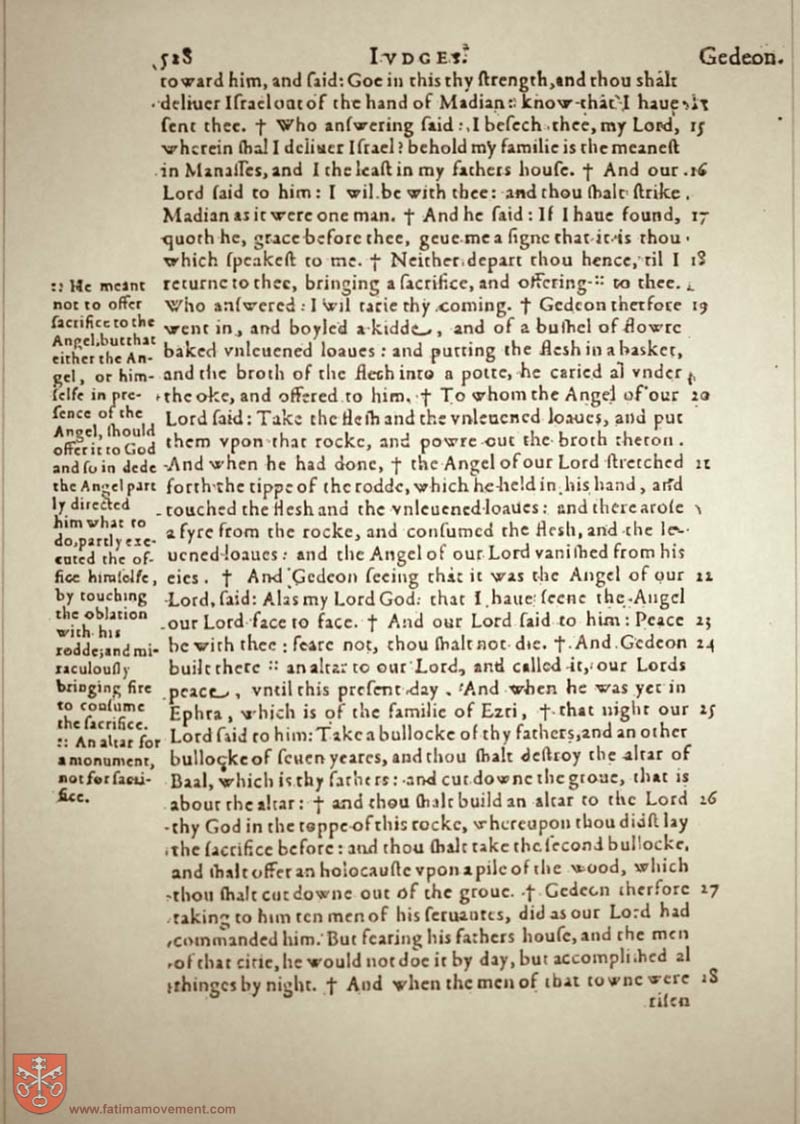 518 IVDGES. Gedeon.
toward him, and ſaid: Goe in this thy ſtrength, and thou shalt
deliuer Iſrael out of the hand of Madian: know that I haue
ſent thee. † Who anſwering ſaid: I beſech thee, my Lord, 15
wherein ſhal I deliuer Iſrael? behold my familie is the meaneſt
in Manaſſes, and I the leaſt in my fathers houſe. † And our 16
Lord ſaid to him: I wil be with thee: and thou ſhalt ſtrike
Madian as it were one man. † And he ſaid: If I haue found, 17
quoth he, grace before thee, geue me a ſigne that it is thou
which ſpeakeſt to me. † Neither depart thou hence, til I 18
returne to thee, bringing a ſacrifice, and offering :: to thee.
Who anſwered: I wil tarie thy coming. † Gedeon therfore 19
went in, and boyled a kidde, and of a buſhel of flowre
baked vnleuened loaues: and putting the fleſh in a basket,
and the broth of the fleſh into a potte, he caried al vnder
the oke, and offered to him. † To whom the Angel of our 20
Lord ſaid: Take the fleſh and the vnleuened loaues, and put
them vpon that rocke, and powre out the broth theron.
And when he had done, † the Angel of our Lord ſtretched 21
forth the tippe of the rodde, which he held in his hand, and
touched the fleſh and the vnleuened loaues: and there aroſe
a fyre from the rocke, and conſumed the fleſh, and the le-
uened loaues: and the Angel of our Lord vaniſhed from his
eies. † And Gedeon ſeeing that it was the Angel of our 22
Lord, ſaid: Alas my Lord God: that I haue ſeene the Angel
our Lord face to face. † And our Lord ſaid to him: Peace 23
be with thee: feare not, thou ſhalt not die. † And Gedeon 24
built there :: an altar to our Lord, and called it, our Lords
peace, vntil this preſent day. And when he was yet in
Ephra, which is of the familie of Ezri, † that night our 25
Lord ſaid to him: Take a bullocke of thy fathers, and an other
bullocke of ſeuen yeares, and thou ſhalt deſtroy the altar of
Baal, which is thy fathers: and cut downe the groue, that is
about the altar: † and thou ſhalt build an altar to the Lord 26
thy God in the toppe of this rocke, whereupon thou didſt lay
the ſacrifice before: and thou ſhalt take the ſecond bullocke,
and ſhalt offer an holocauſte vpon a pile of the wood, which
thou ſhalt cut downe out of the groue. † Gedeon therfore 27
taking to him ten men of his ſeruantes, did as our Lord had
commanded him. But fearing his fathers houſe, and the men
of that citie, he would not doe it by day, but accompliſhed al
thinges by night. † And when the men of that towne were 28
riſen
:: He meant
not to offer
ſacrifice to the
Angel, but that
either the An-
gel, or him-
ſelfe in pre-
ſence of the
Angel, ſhould
offer it to God
and ſo in dede
the Angel part
ly directed
him what to
do, partly exe-
cuted the of-
fice himſelfe,
by touching
the oblation
with his
rodde; and mi-
raculouſly
bringing fire
to conſume
the ſacrifice.
:: An altar for
a monument,
not for ſacri-
fice.
www.fatimamovement.com